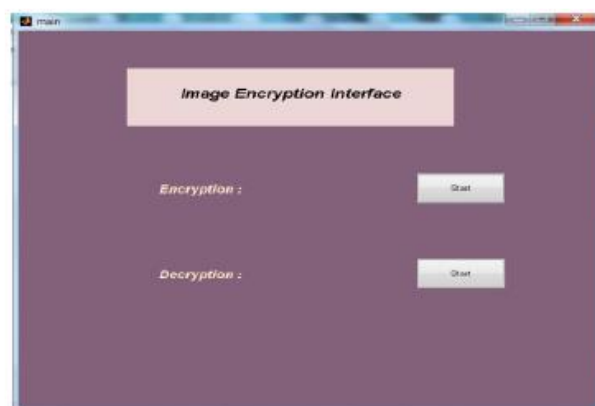 main
Image Encryption Interface
Encryption :
Start
Decryption :
Start